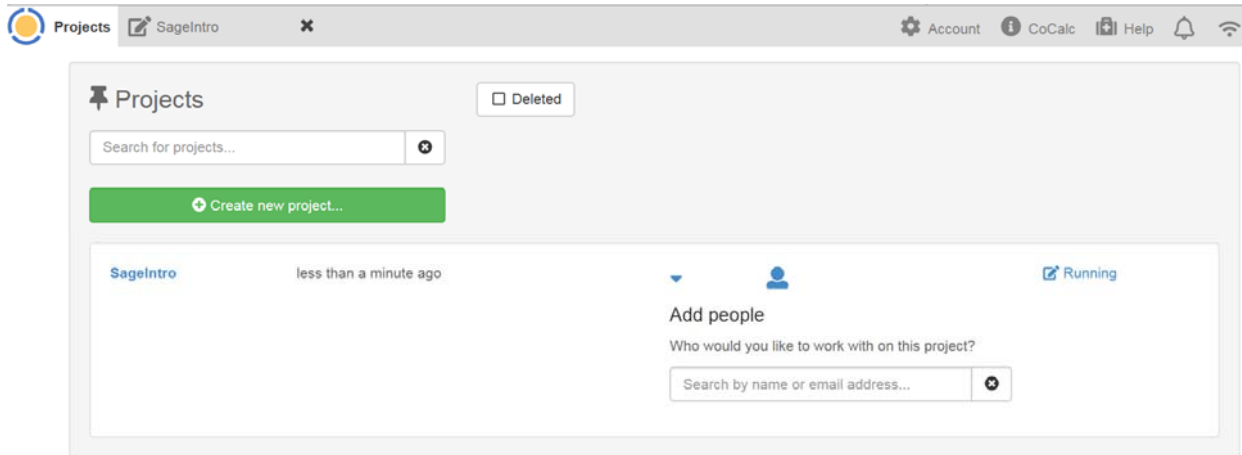 Projects SageIntro Account CoCalc Help
Projects Deleted
Search for projects...
Create new project...
SageIntro less than a minute ago Running
Add people
Who would you like to work with on this project?
Search by name or email address...